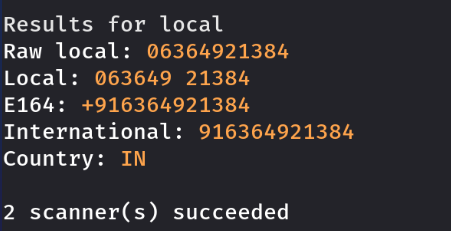 Results for local
Raw local: 06364921384
Local: 063649 21384
E164: +916364921384
International: 916364921384
Country: IN
2 scanner(s) succeeded